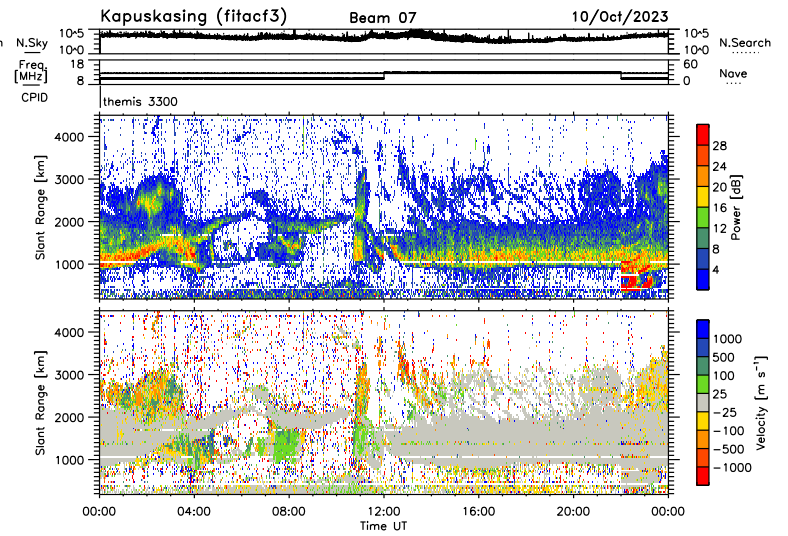 Kapuskasing (fitacf3) Beam 07 10/Oct/2023
N.Sky 10^5 10^5 N.Search
10^0 10^0
Freq. 18 60 Nave
[MHz] 8 0
CPID themis 3300
4000
3000
2000
1000
Slant Range [km]
28
24
20
16
12
8
4
Power [dB]
4000
3000
2000
1000
Slant Range [km]
1000
500
100
25
-25
-100
-500
-1000
Velocity [m s⁻¹]
00:00 04:00 08:00 12:00 16:00 20:00 00:00
Time UT